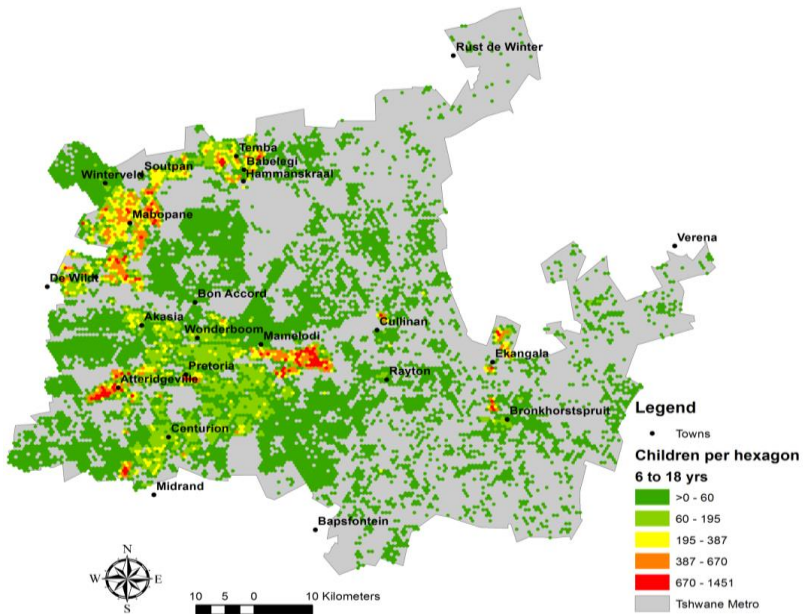 Rust de Winter
Temba
Babelegi
Soutpan
Hammanskraal
Winterveld
Mabopane
Verena
De Wildt
Bon Accord
Akasia
Wonderboom
Mamelodi
Cullinan
Ekangala
Pretoria
Rayton
Atteridgeville
Bronkhorstspruit
Centurion
Midrand
Bapsfontein
Legend
Towns
Children per hexagon
6 to 18 yrs
>0 - 60
60 - 195
195 - 387
387 - 670
670 - 1451
Tshwane Metro
N
W E
S
10 5 0 10 Kilometers